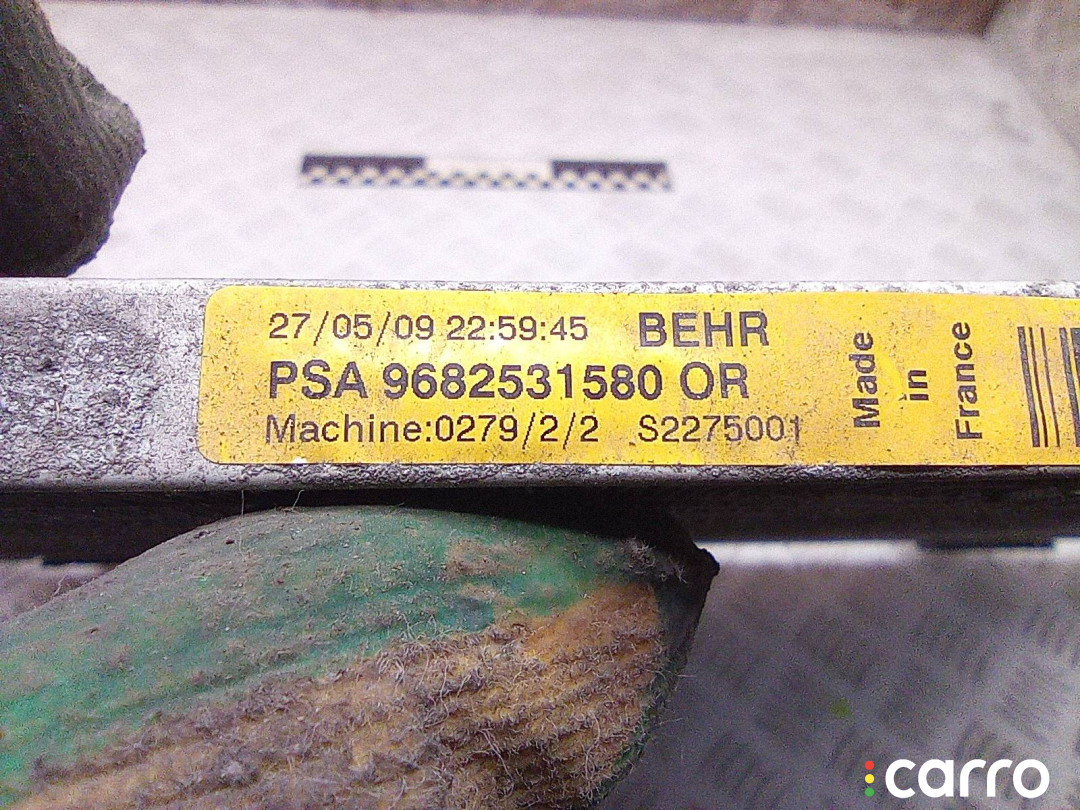 27/05/09 22:59:45 BEHR
PSA 9682531580 OR
Machine:0279/2/2 S2275001
Made
in
France
carro